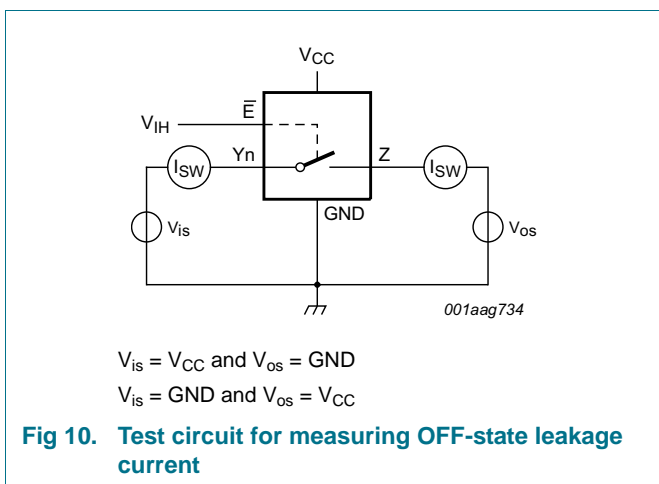 VCC
E̅
VIH
Yn
Z
ISW
ISW
GND
Vis
Vos
001aag734
Vis = VCC and Vos = GND
Vis = GND and Vos = VCC
Fig 10. Test circuit for measuring OFF-state leakage
current